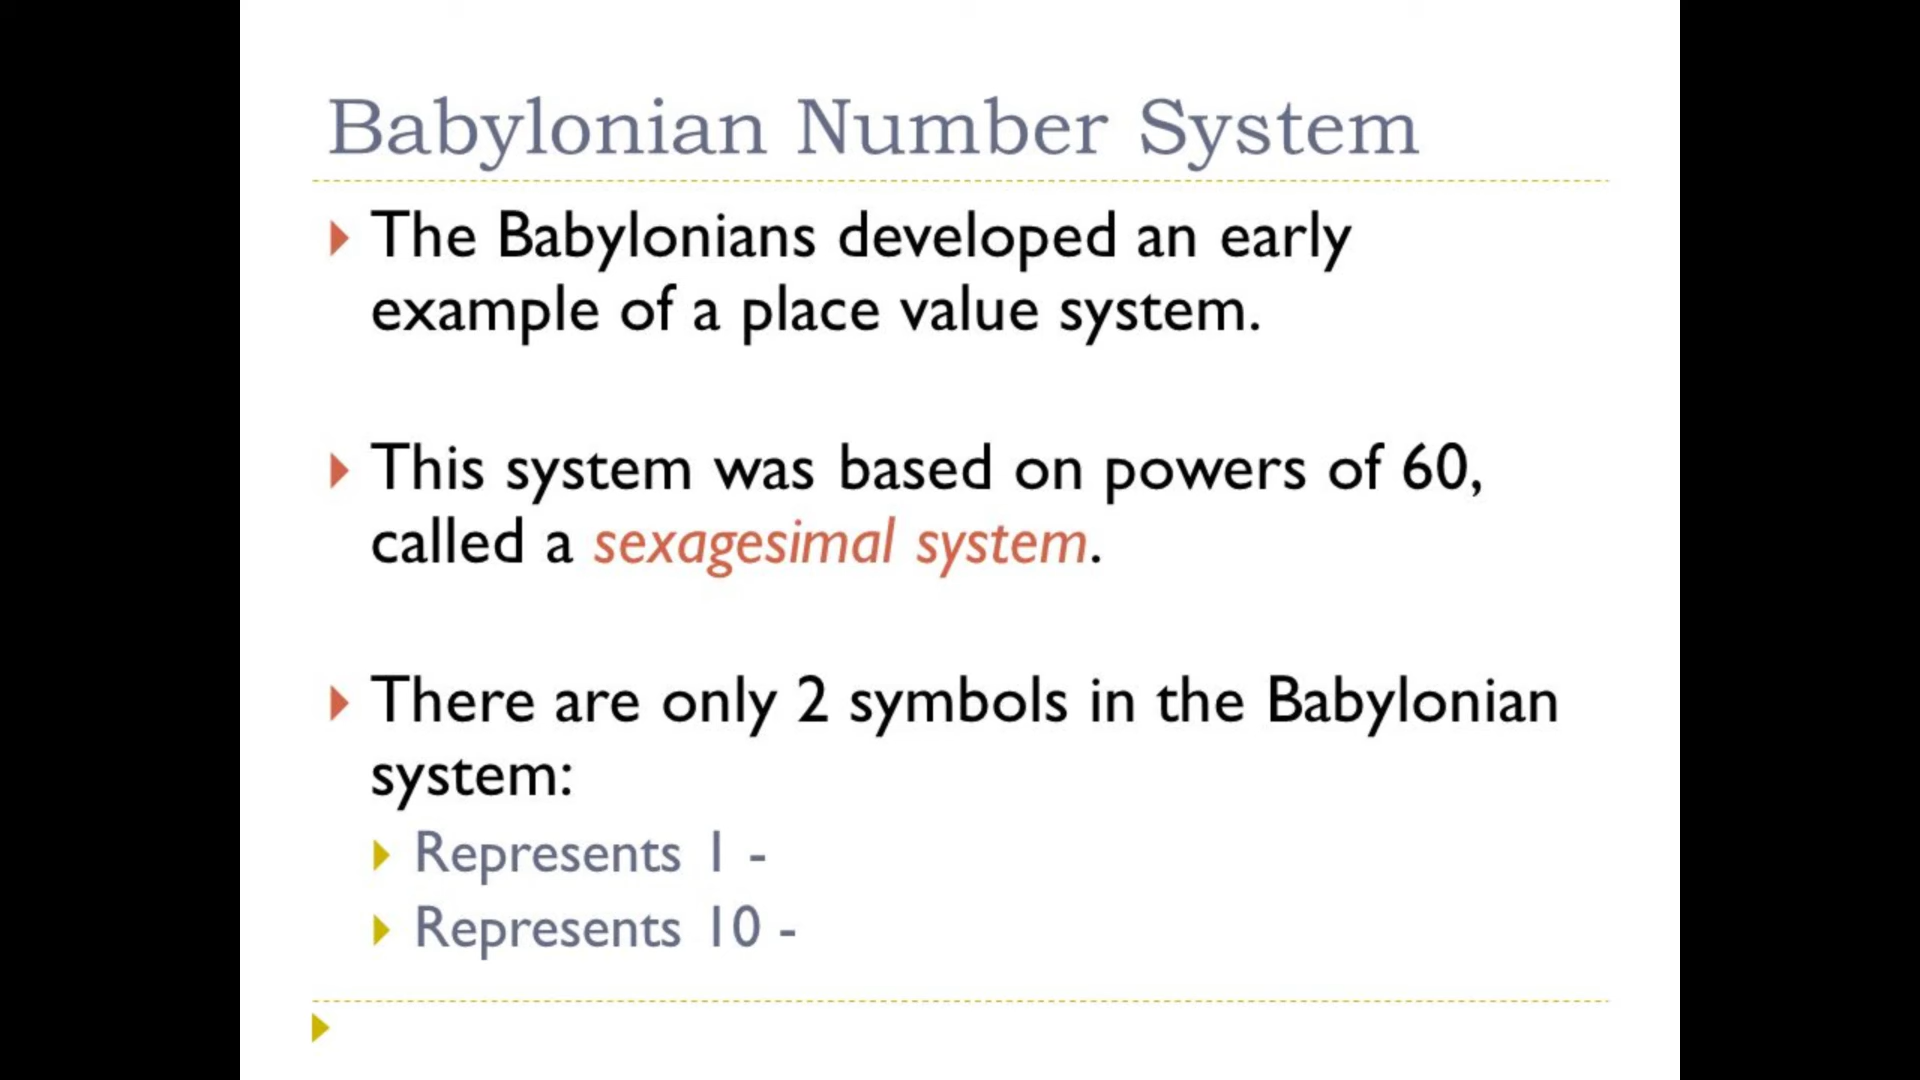 Babylonian Number System
The Babylonians developed an early
example of a place value system.
This system was based on powers of 60,
called a sexagesimal system.
There are only 2 symbols in the Babylonian
system:
Represents 1 -
Represents 10 -